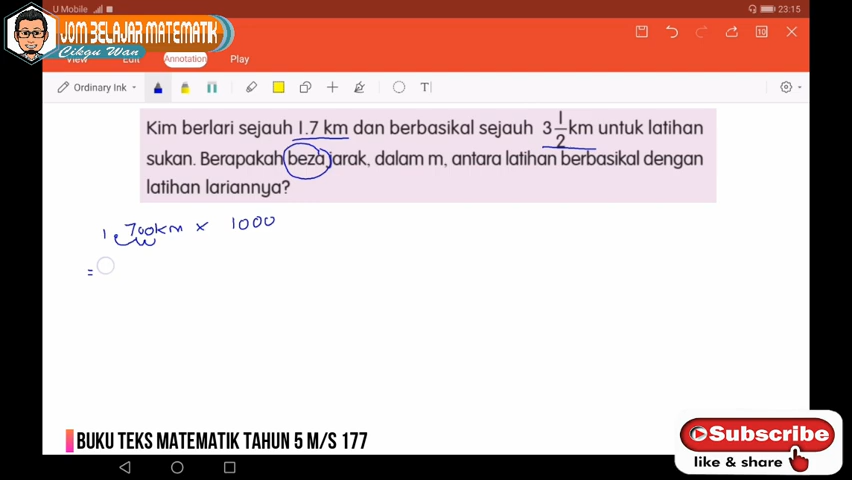 U Mobile
23:15
JOM BELAJAR MATEMATIK
Cikgu Wan
View Edit Annotation Play
10
Ordinary Ink
T
Kim berlari sejauh 1.7 km dan berbasikal sejauh 3 1/2 km untuk latihan
sukan. Berapakah beza jarak, dalam m, antara latihan berbasikal dengan
latihan lariannya?
1.700km × 1000
=
BUKU TEKS MATEMATIK TAHUN 5 M/S 177
Subscribe
like & share